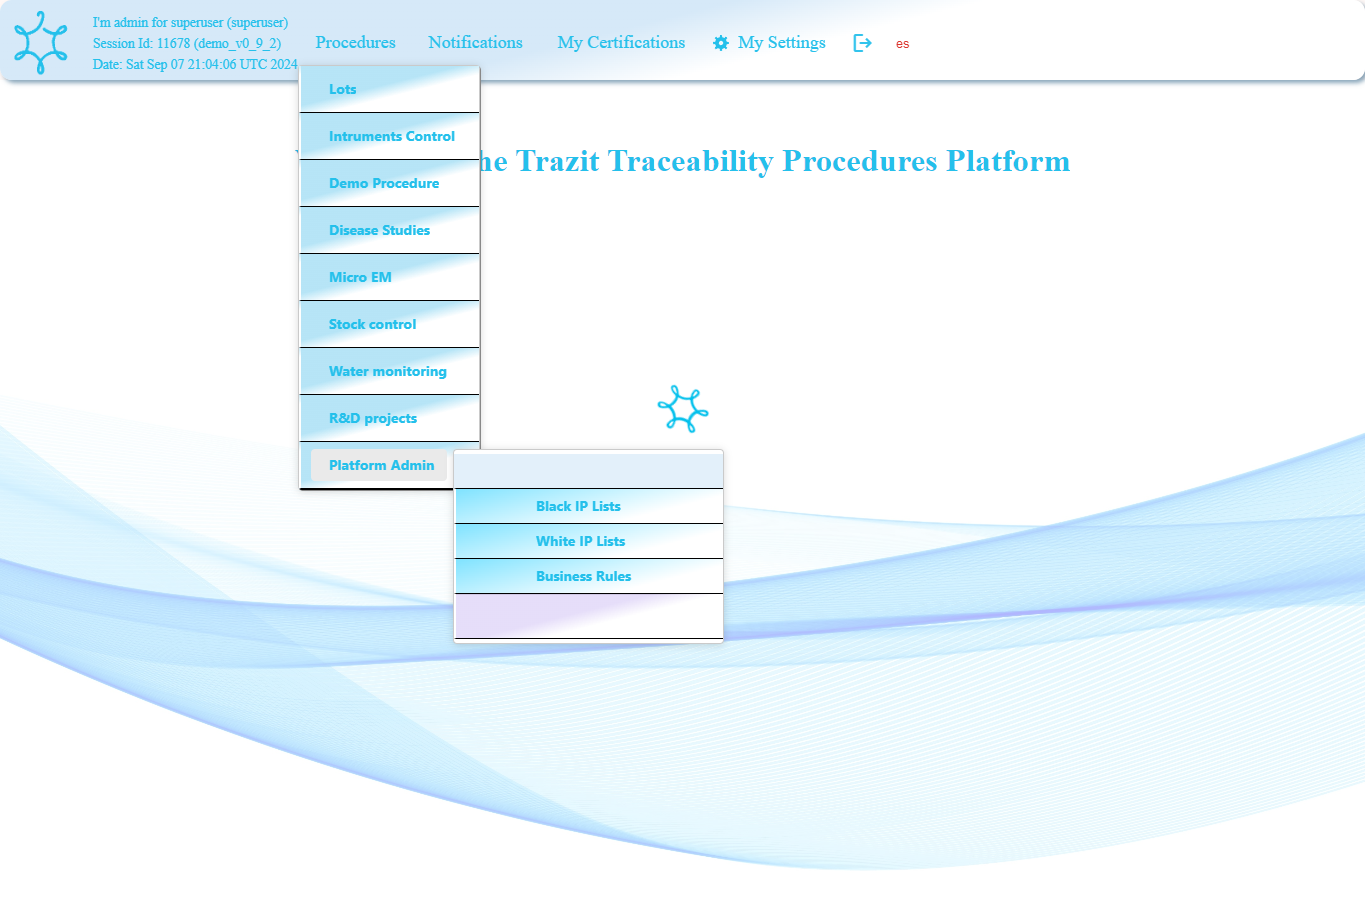 I'm admin for superuser (superuser)
Session Id: 11678 (demo_v0_9_2)
Date: Sat Sep 07 21:04:06 UTC 2024
Procedures
Notifications
My Certifications
My Settings
es
Lots
Intruments Control
Demo Procedure
Disease Studies
Micro EM
Stock control
Water monitoring
R&D projects
Platform Admin
Trazit Traceability Procedures Platform
Black IP Lists
White IP Lists
Business Rules